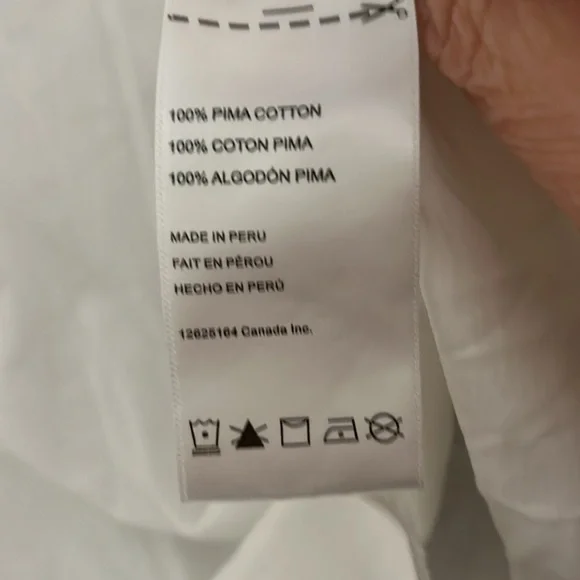 100% PIMA COTTON
100% COTON PIMA
100% ALGODÓN PIMA
MADE IN PERU
FAIT EN PÉROU
HECHO EN PERÚ
12625164 Canada Inc.